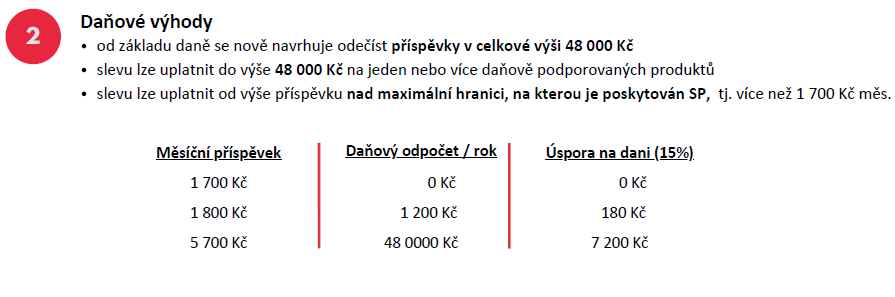 2
Daňové výhody
• od základu daně se nově navrhuje odečíst příspěvky v celkové výši 48 000 Kč
• slevu lze uplatnit do výše 48 000 Kč na jeden nebo více daňově podporovaných produktů
• slevu lze uplatnit od výše příspěvku nad maximální hranici, na kterou je poskytován SP, tj. více než 1 700 Kč měs.
Měsíční příspěvek Daňový odpočet / rok Úspora na dani (15%)
1 700 Kč 0 Kč 0 Kč
1 800 Kč 1 200 Kč 180 Kč
5 700 Kč 48 0000 Kč 7 200 Kč